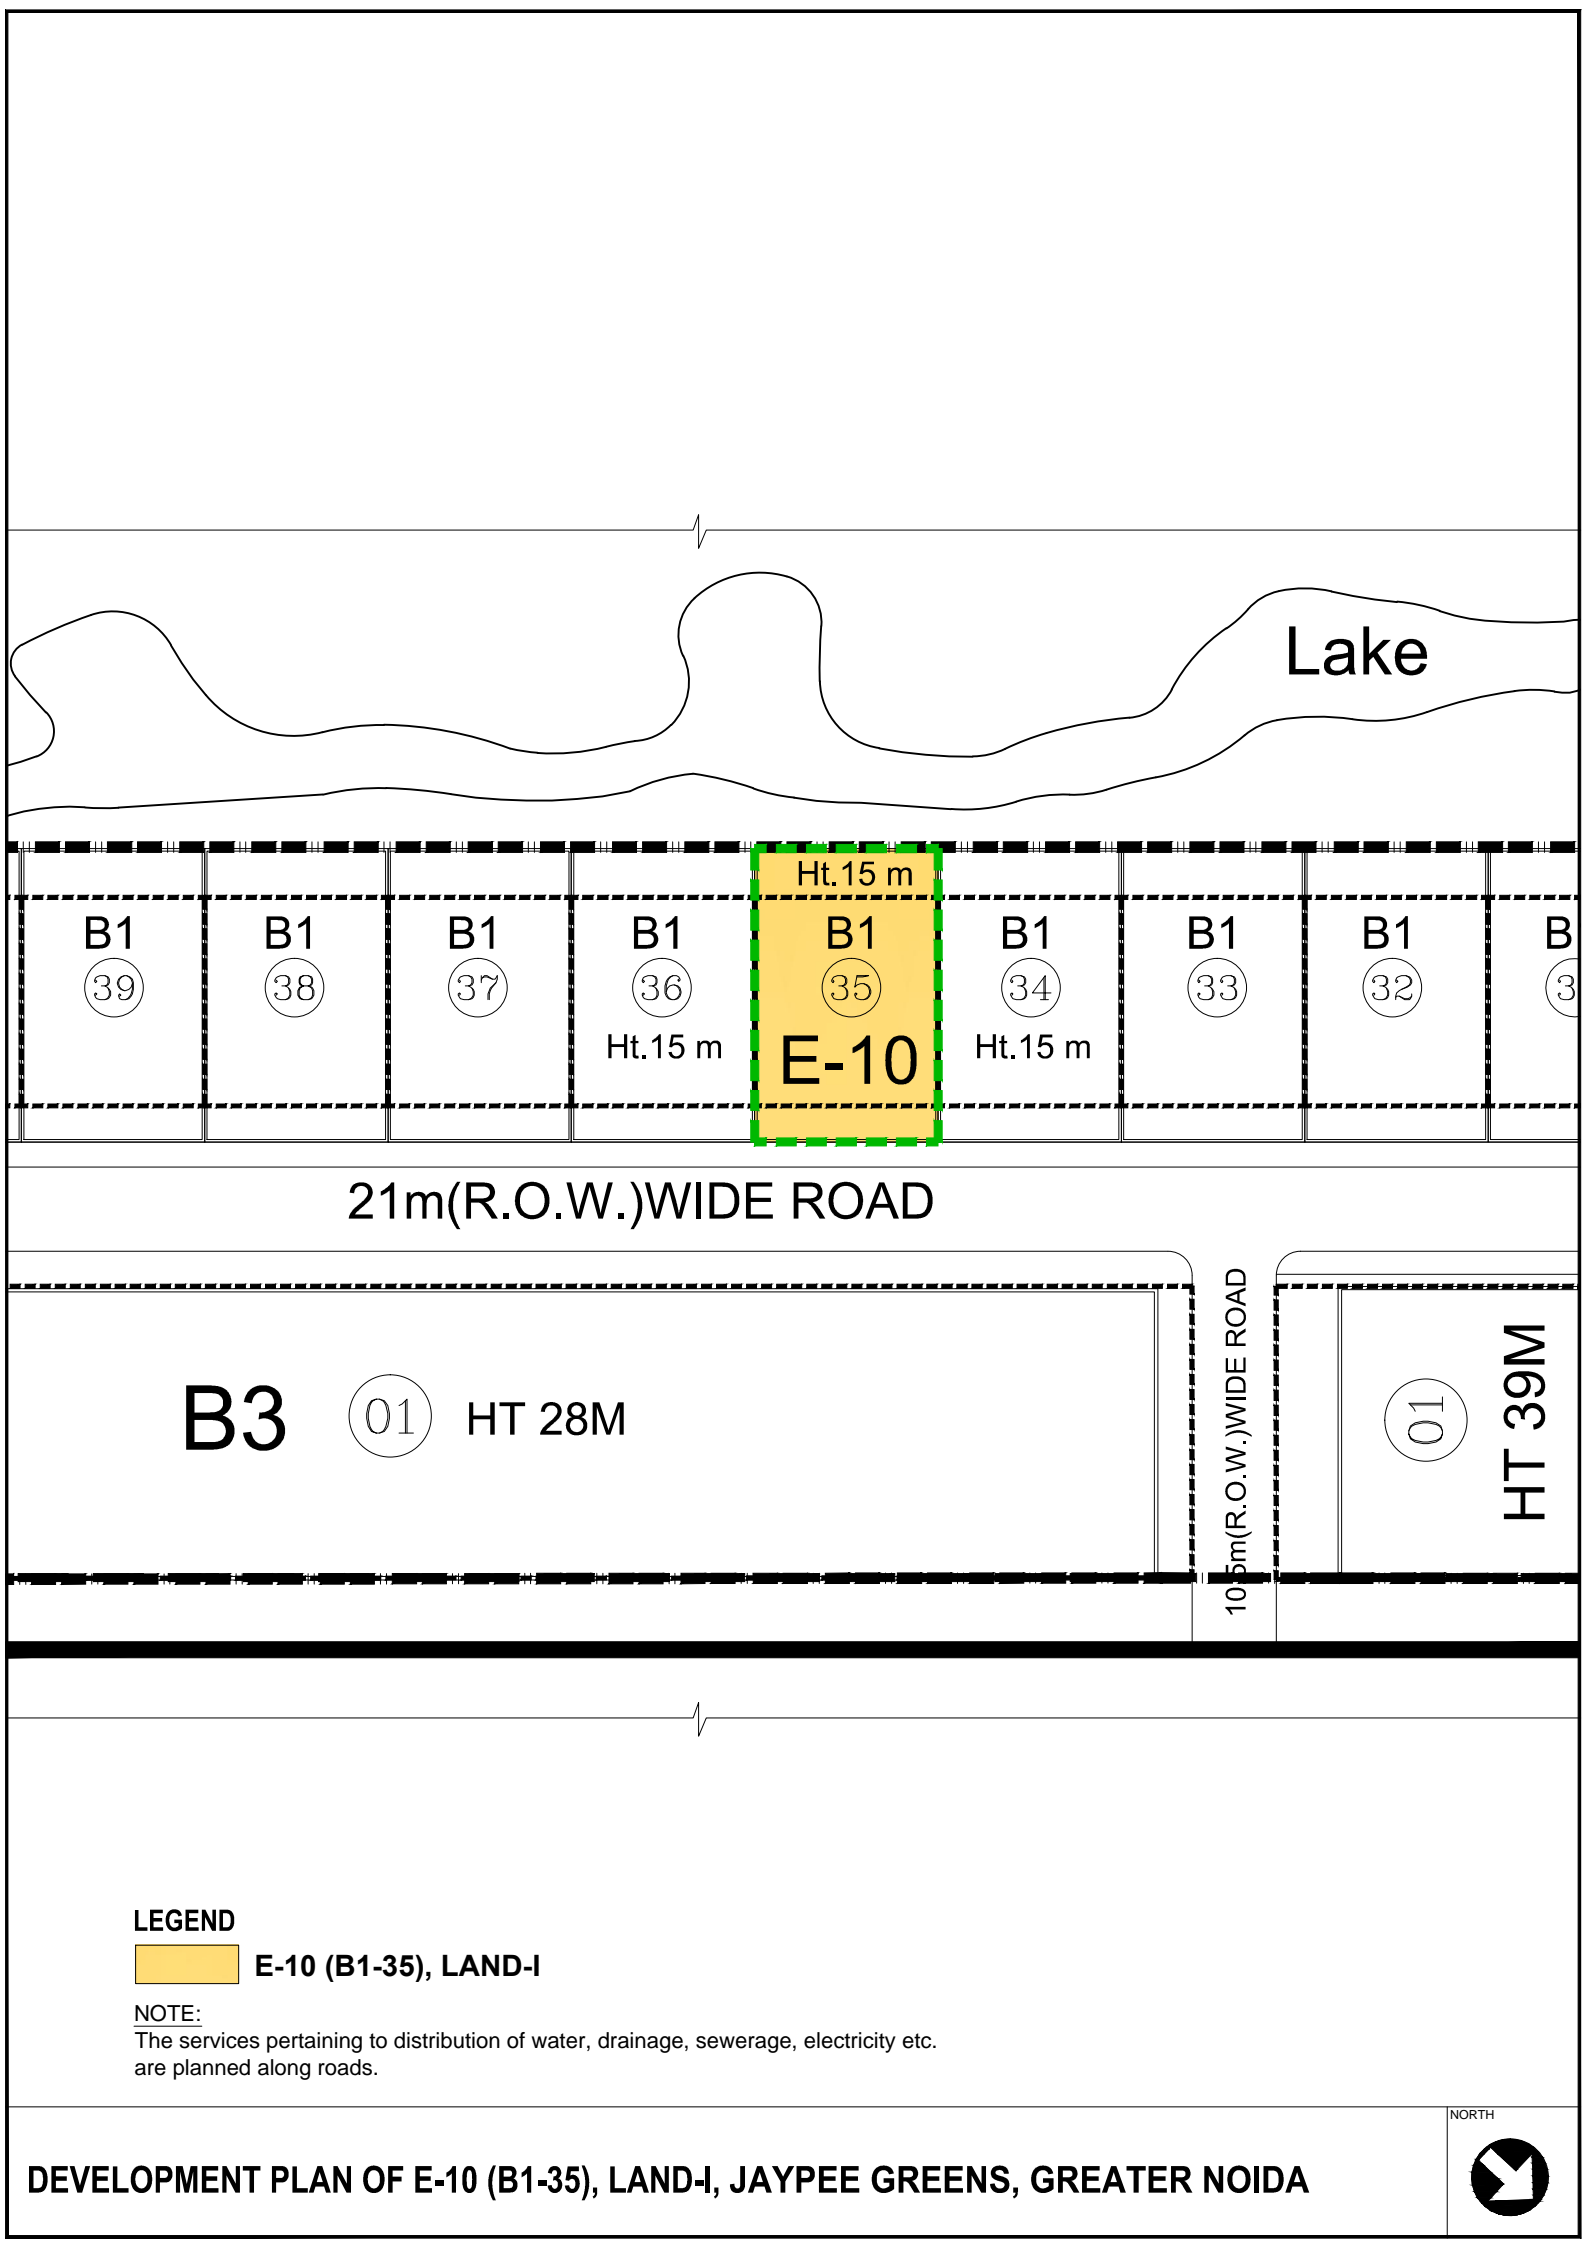 Lake
Ht.15 m
B1 B1 B1 B1 B1 B1 B1 B1 B
39 38 37 36 35 34 33 32 3
Ht.15 m E-10 Ht.15 m
21m(R.O.W.)WIDE ROAD
B3 01 HT 28M
10.5m(R.O.W.)WIDE ROAD
01
HT 39M
LEGEND
E-10 (B1-35), LAND-I
NOTE:
The services pertaining to distribution of water, drainage, sewerage, electricity etc.
are planned along roads.
NORTH
DEVELOPMENT PLAN OF E-10 (B1-35), LAND-I, JAYPEE GREENS, GREATER NOIDA